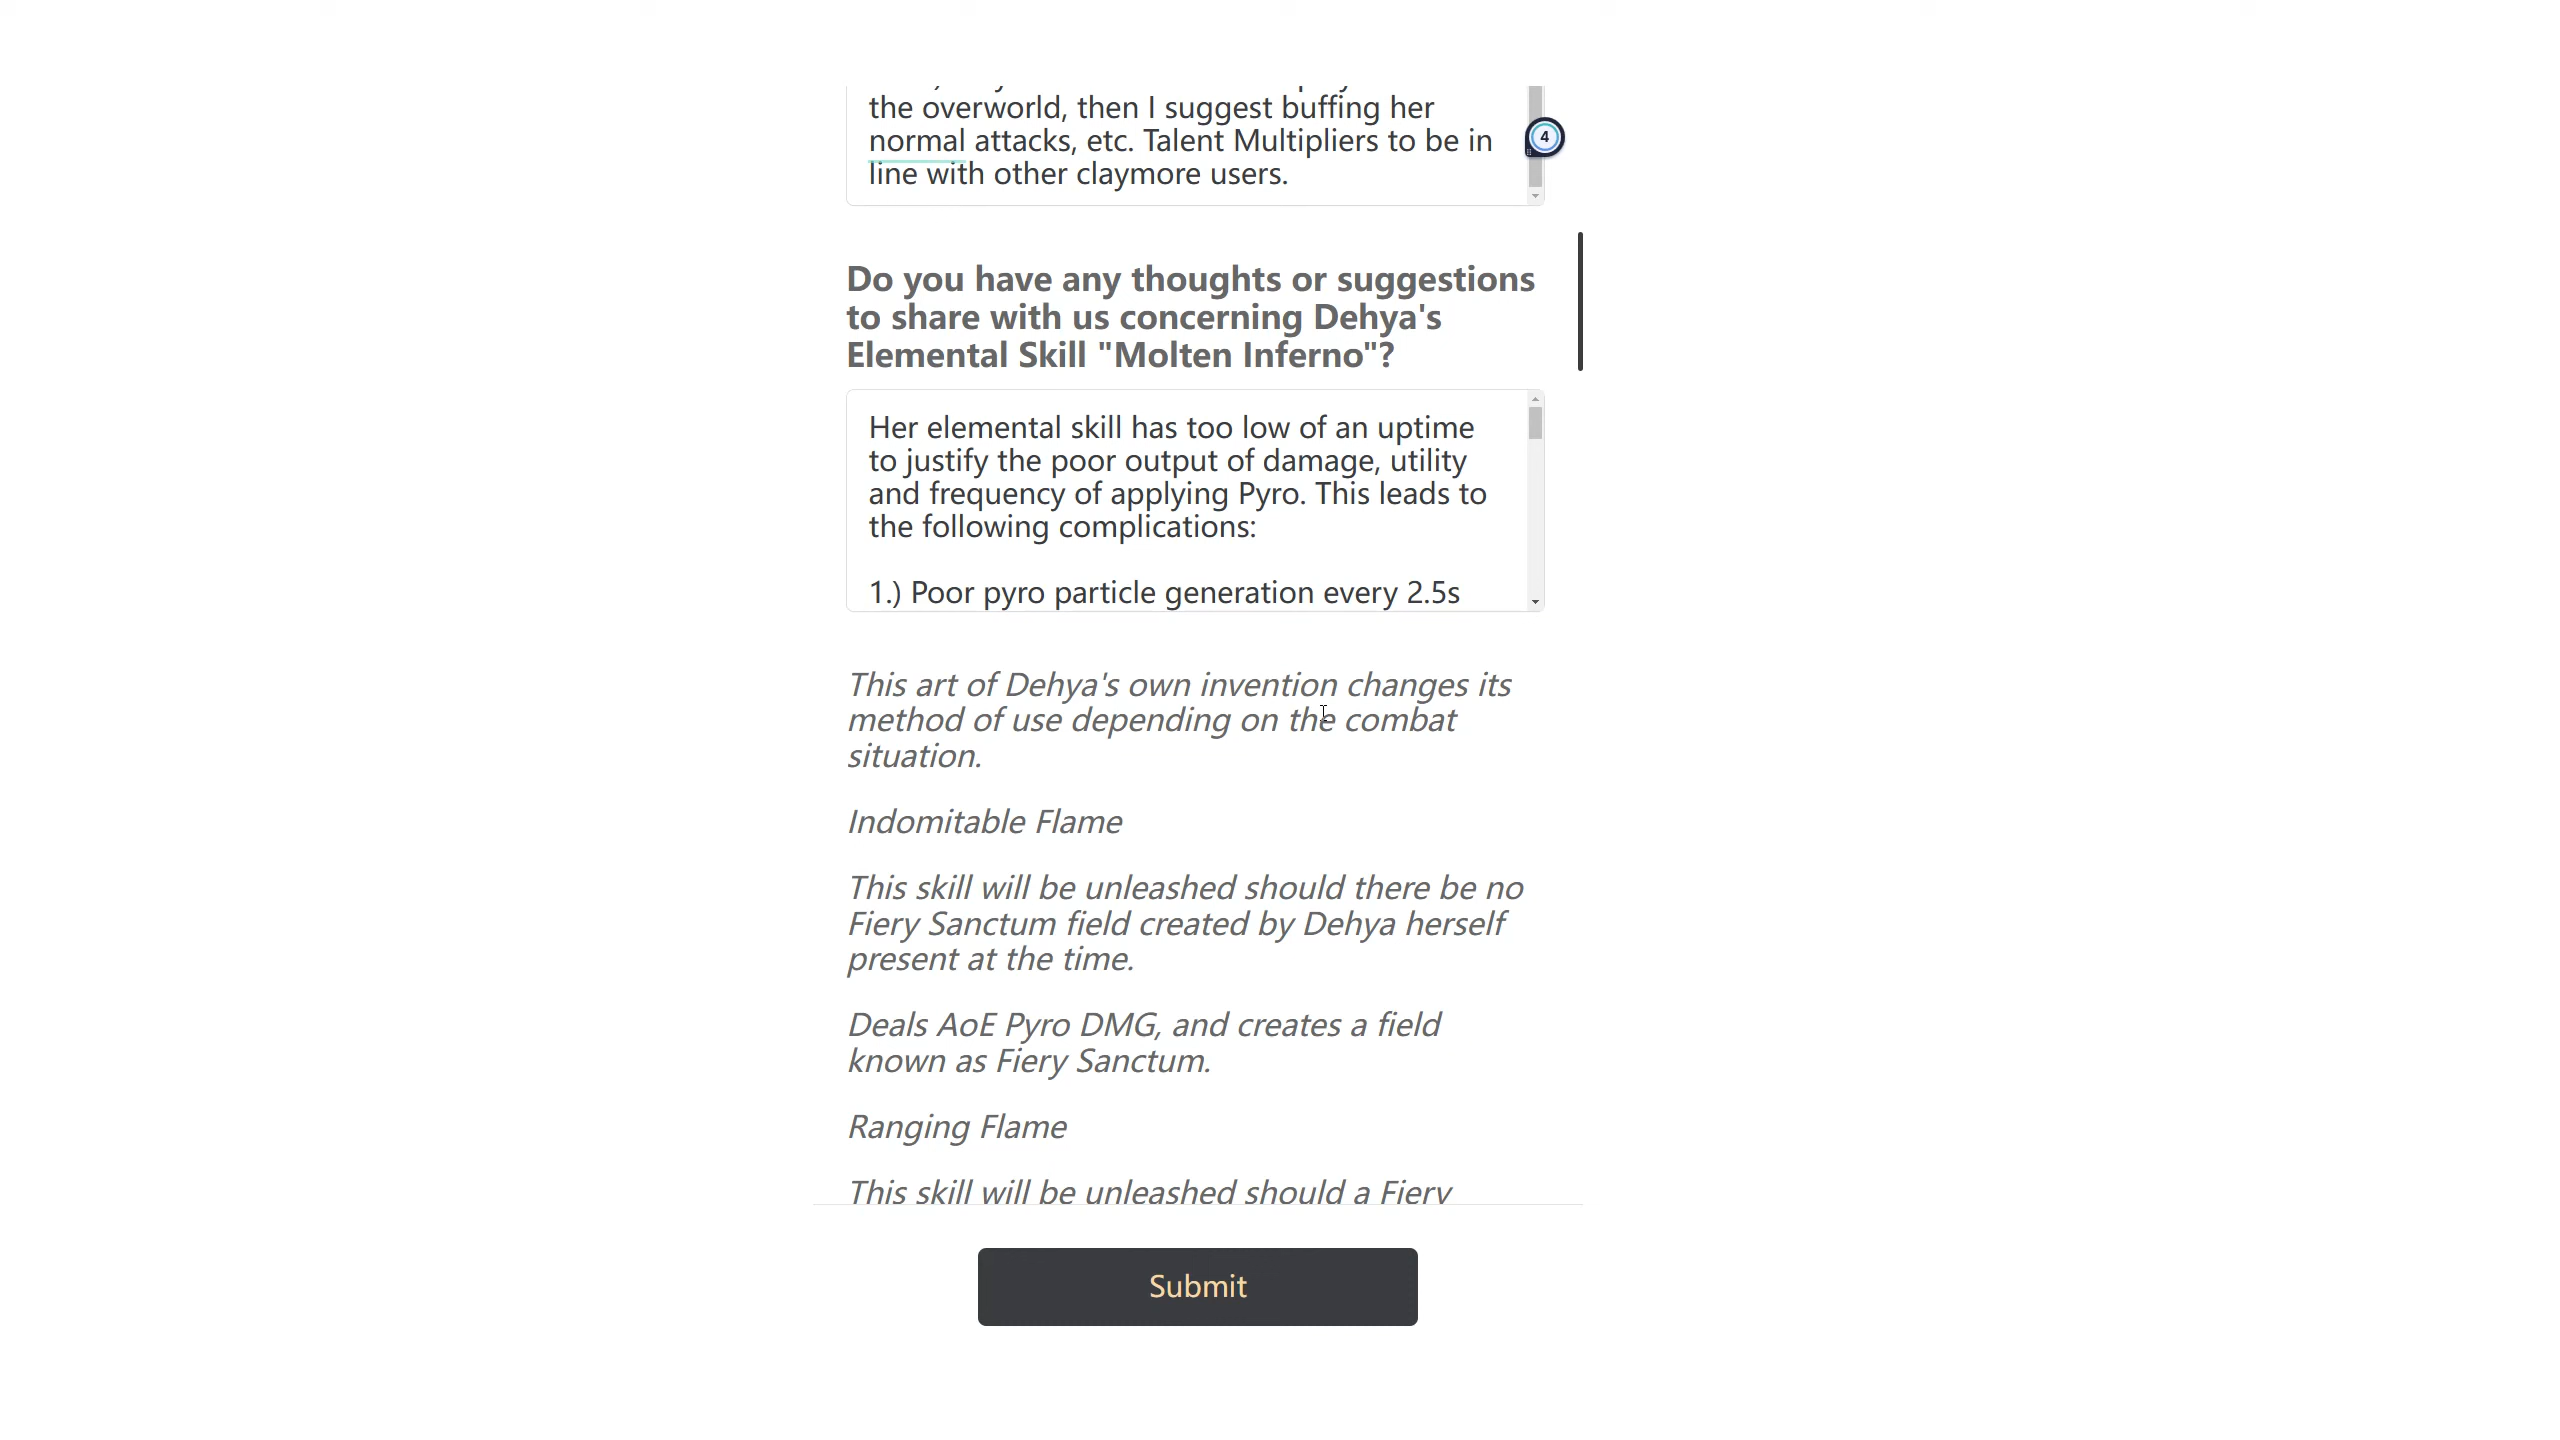 the overworld, then I suggest buffing her
normal attacks, etc. Talent Multipliers to be in
line with other claymore users.
4
Do you have any thoughts or suggestions
to share with us concerning Dehya's
Elemental Skill "Molten Inferno"?
Her elemental skill has too low of an uptime
to justify the poor output of damage, utility
and frequency of applying Pyro. This leads to
the following complications:
1.) Poor pyro particle generation every 2.5s
This art of Dehya's own invention changes its
method of use depending on the combat
situation.
Indomitable Flame
This skill will be unleashed should there be no
Fiery Sanctum field created by Dehya herself
present at the time.
Deals AoE Pyro DMG, and creates a field
known as Fiery Sanctum.
Ranging Flame
This skill will be unleashed should a Fiery
Submit